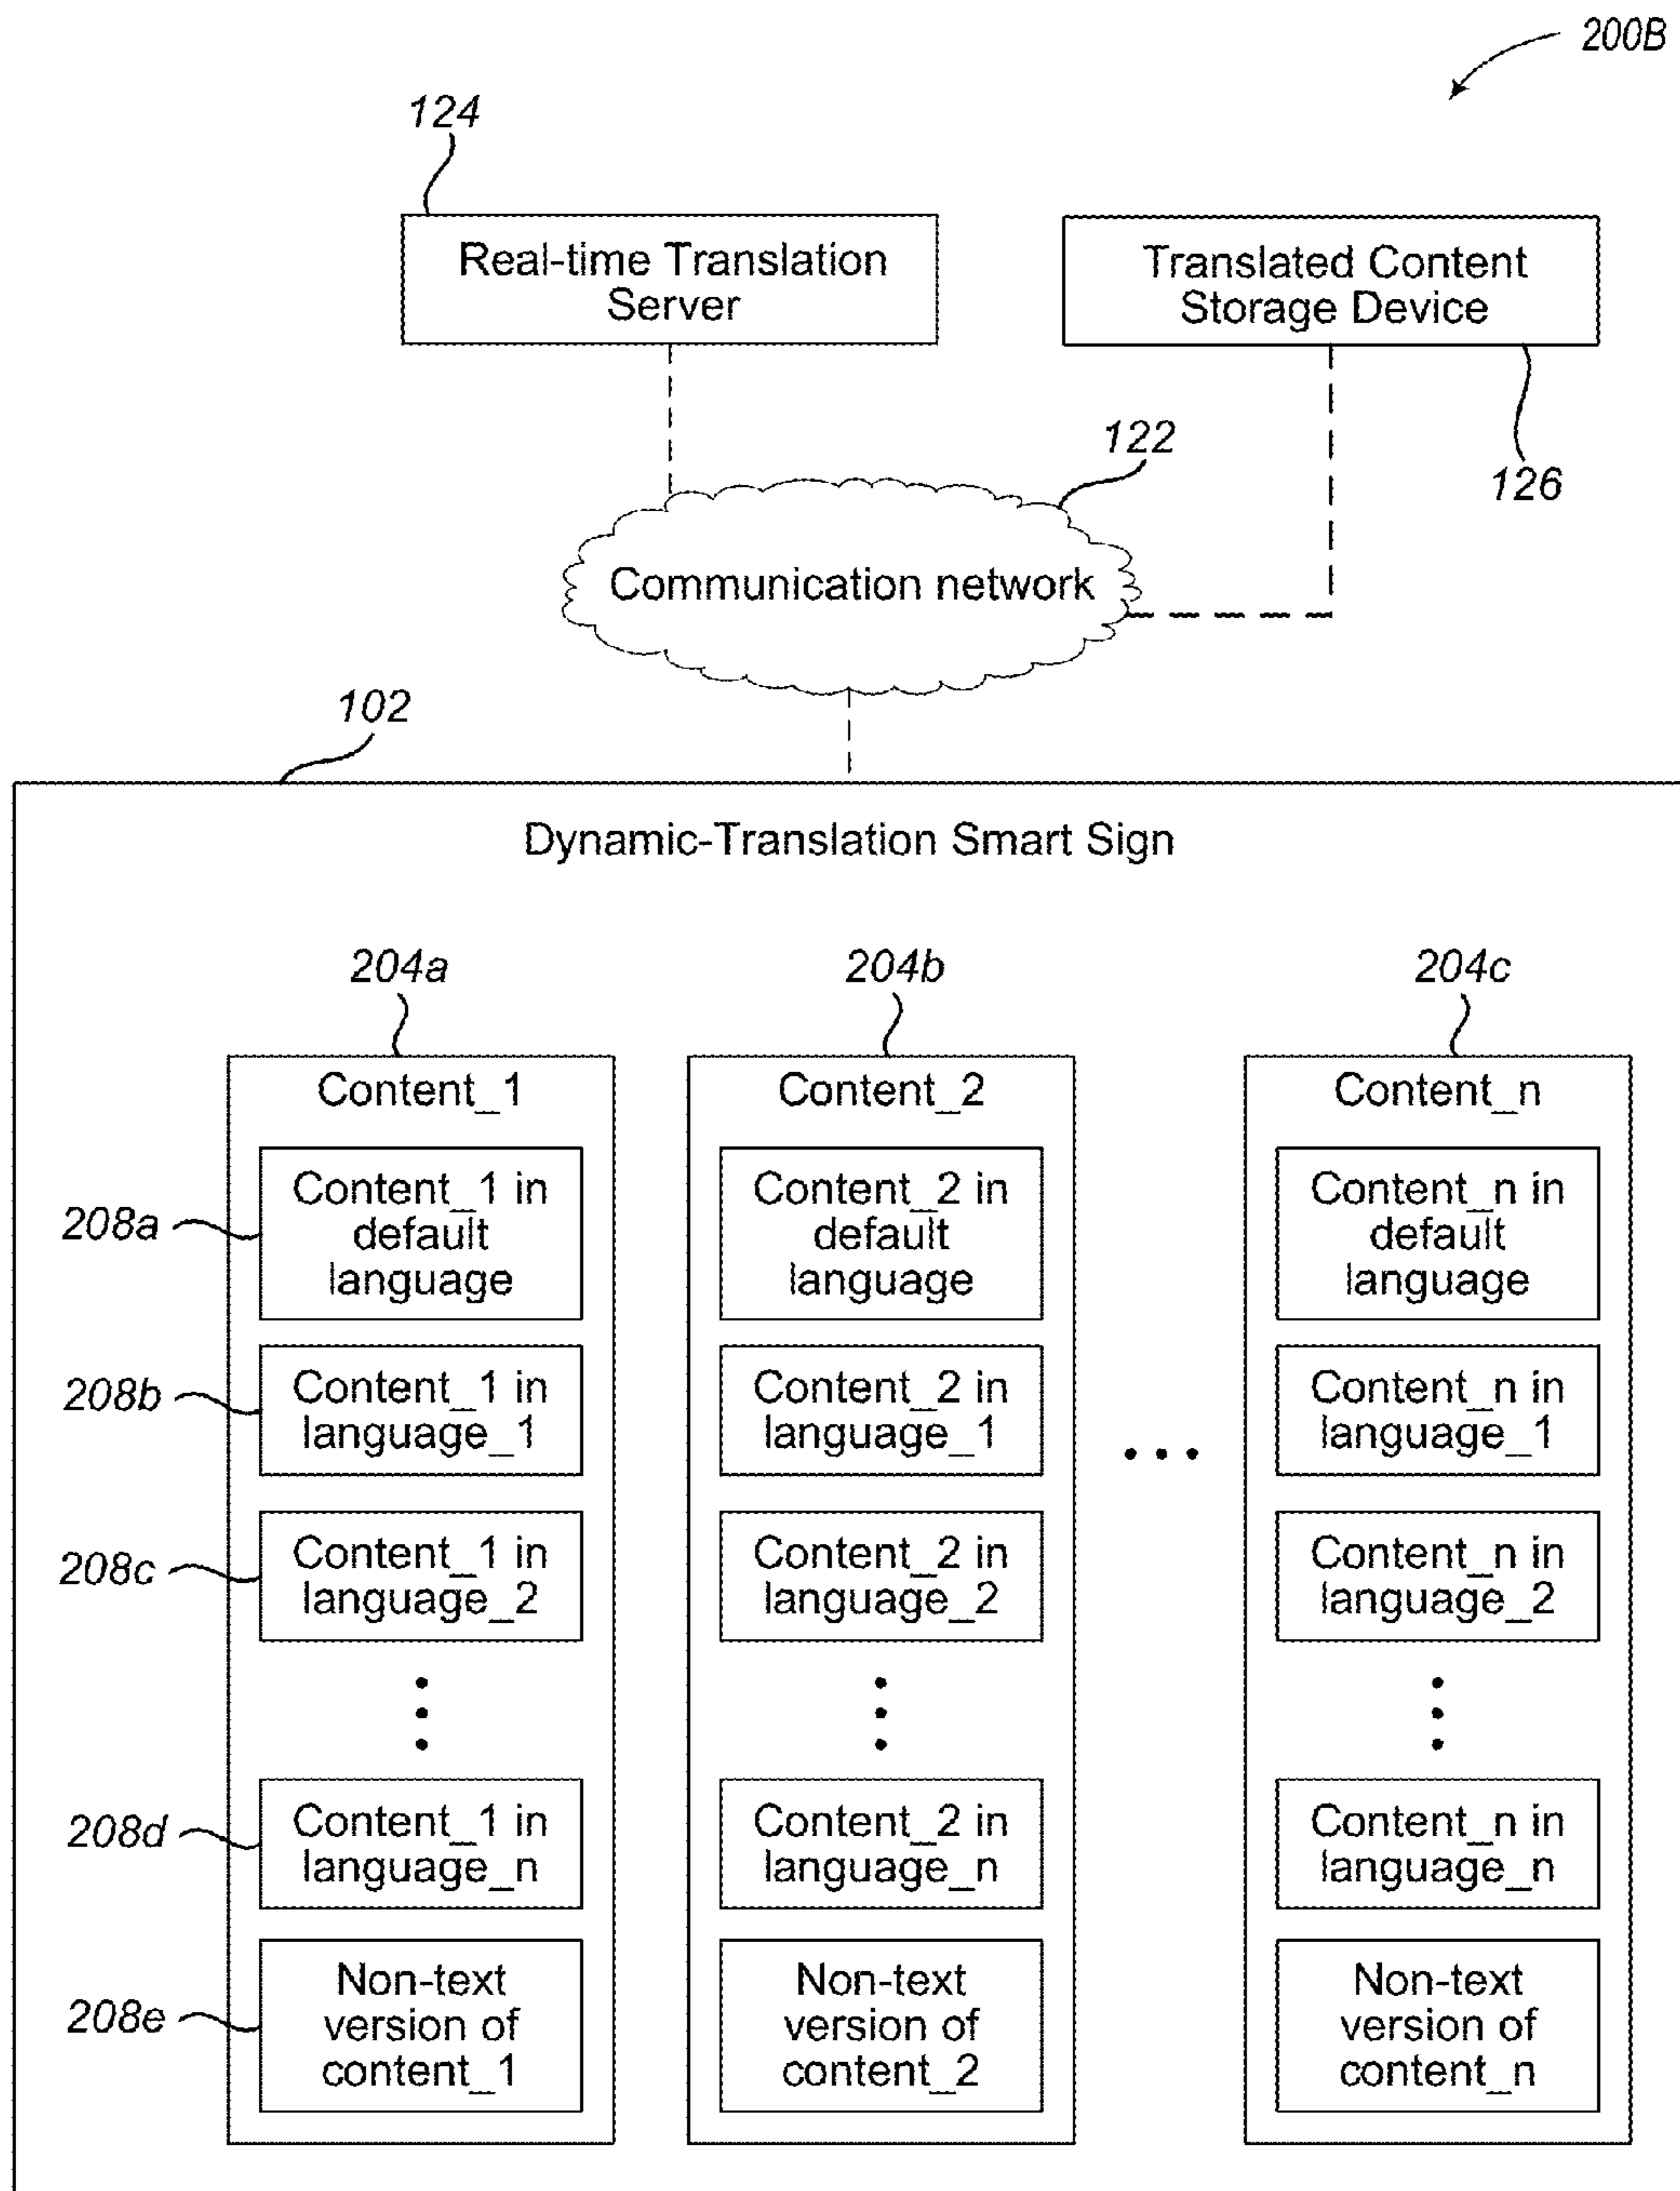 200B
124
Real-time Translation
Server
Translated Content
Storage Device
122
126
Communication network
102
Dynamic-Translation Smart Sign
204a
204b
204c
Content_1
Content_2
Content_n
208a
Content_1 in
default
language
Content_2 in
default
language
Content_n in
default
language
208b
Content_1 in
language_1
Content_2 in
language_1
...
Content_n in
language_1
208c
Content_1 in
language_2
Content_2 in
language_2
Content_n in
language_2
208d
Content_1 in
language_n
Content_2 in
language_n
Content_n in
language_n
208e
Non-text
version of
content_1
Non-text
version of
content_2
Non-text
version of
content_n